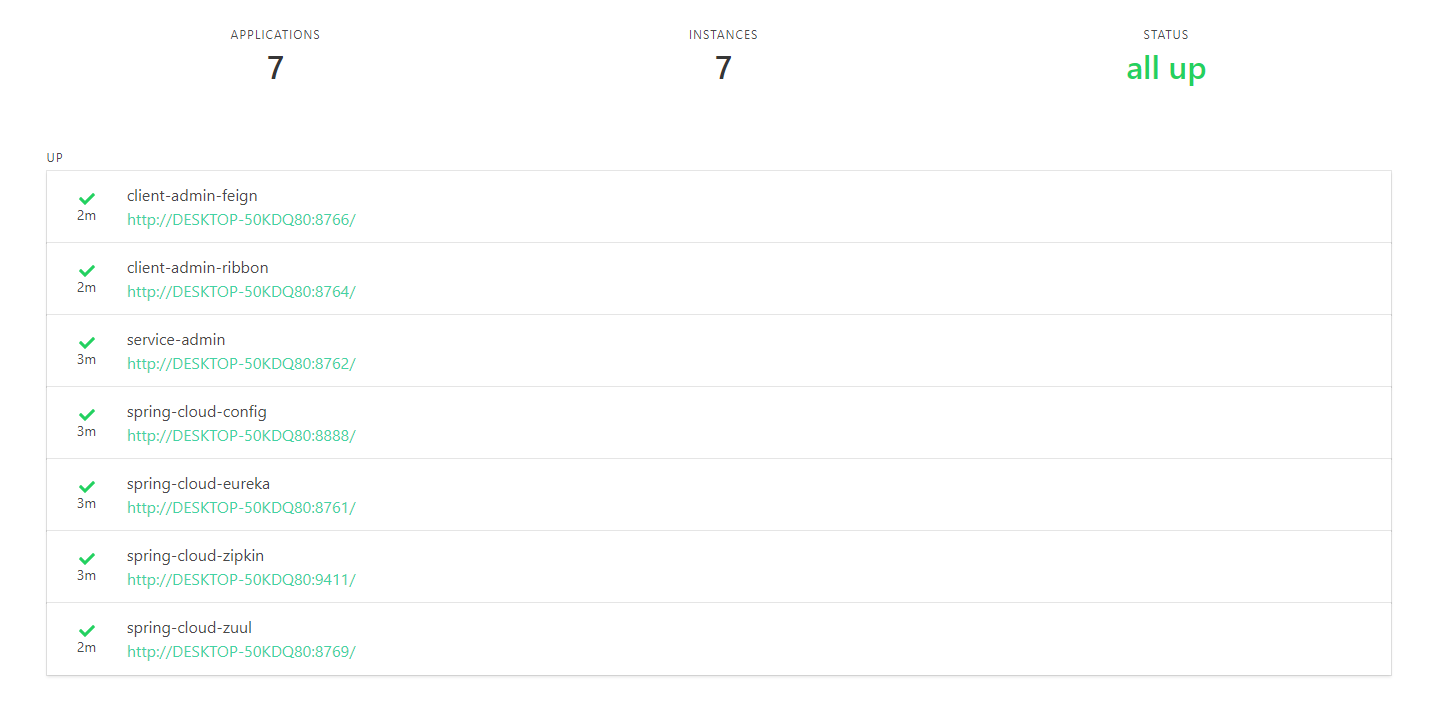 APPLICATIONS
7
INSTANCES
7
STATUS
all up
UP
client-admin-feign
2m
http://DESKTOP-50KDQ80:8766/
client-admin-ribbon
2m
http://DESKTOP-50KDQ80:8764/
service-admin
3m
http://DESKTOP-50KDQ80:8762/
spring-cloud-config
3m
http://DESKTOP-50KDQ80:8888/
spring-cloud-eureka
3m
http://DESKTOP-50KDQ80:8761/
spring-cloud-zipkin
3m
http://DESKTOP-50KDQ80:9411/
spring-cloud-zuul
2m
http://DESKTOP-50KDQ80:8769/